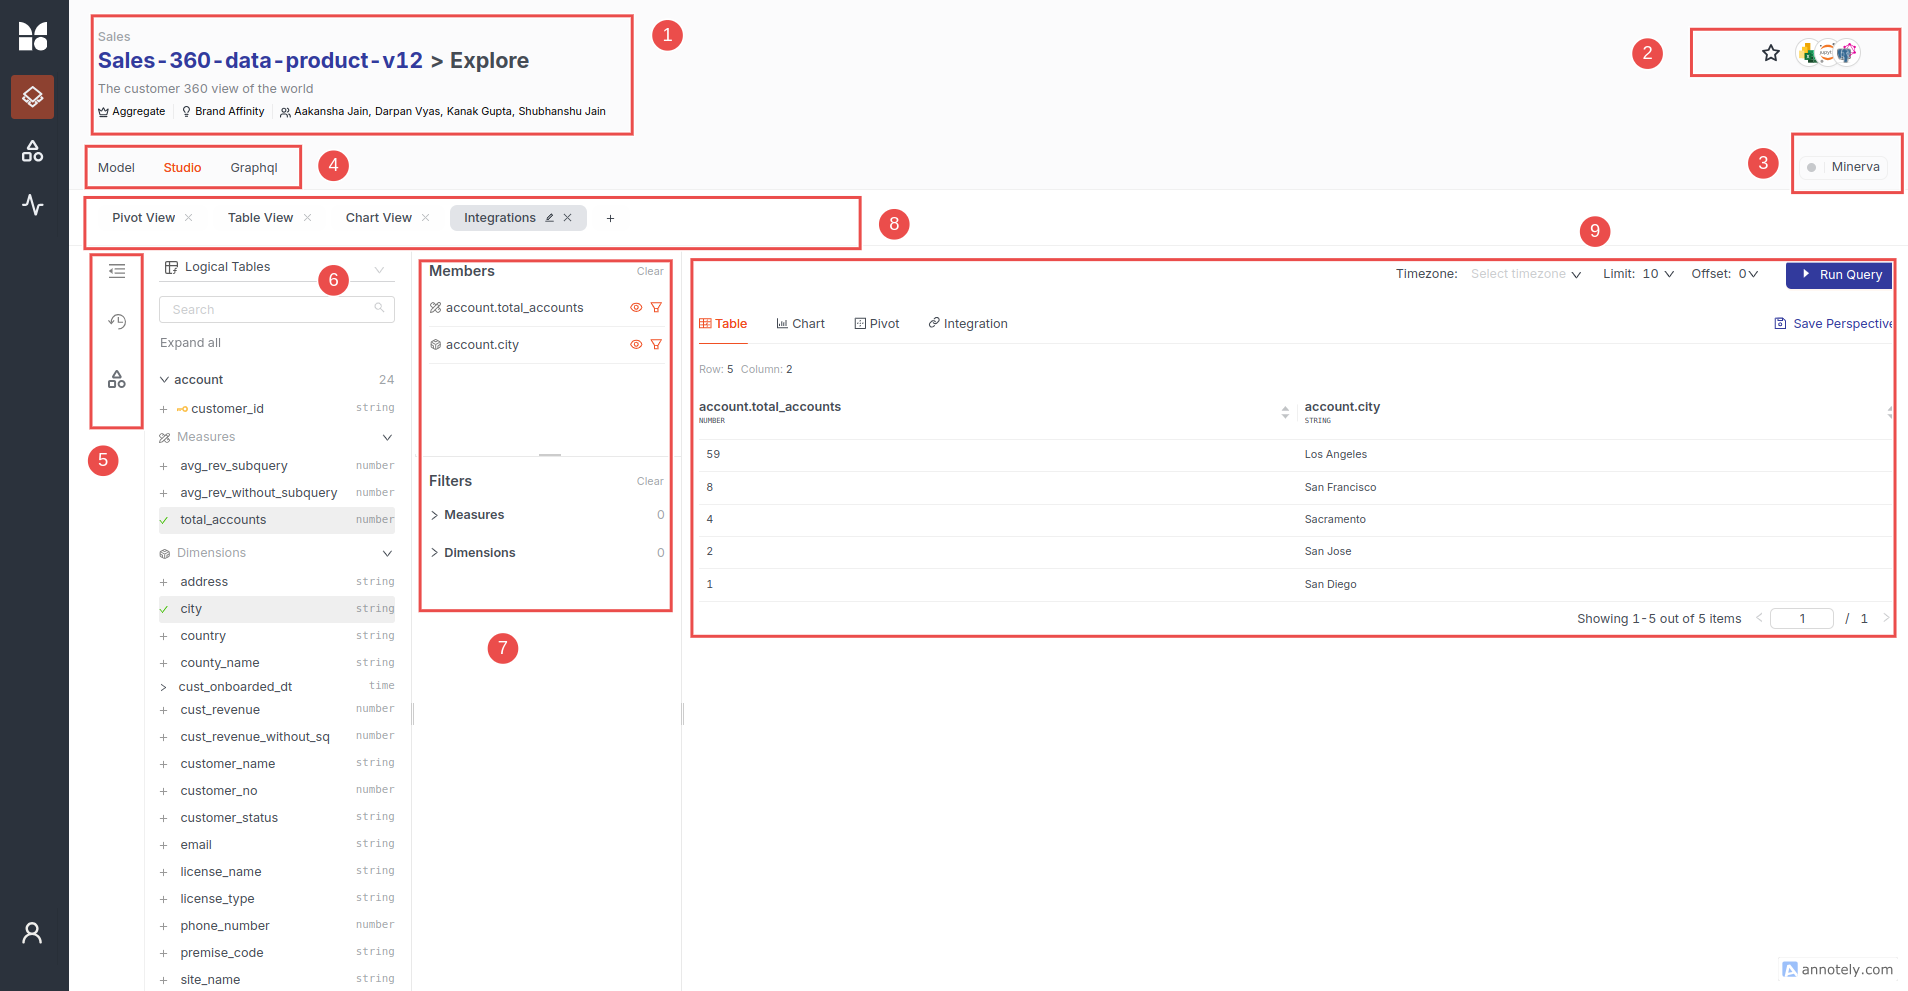 Sales
Sales-360-data-product-v12 > Explore
The customer 360 view of the world
Aggregate Brand Affinity Aakansha Jain, Darpan Vyas, Kanak Gupta, Shubhanshu Jain
1
2
Model Studio Graphql
4
3
Minerva
Pivot View Table View Chart View Integrations +
8
9
5
Logical Tables
6
Search
Expand all
account 24
customer_id string
Measures
avg_rev_subquery number
avg_rev_without_subquery number
total_accounts number
Dimensions
address string
city string
country string
county_name string
cust_onboarded_dt time
cust_revenue number
cust_revenue_without_sq number
customer_name string
customer_no number
customer_status string
email string
license_name string
license_type string
phone_number number
premise_code string
site_name string
Members Clear
account.total_accounts
account.city
Filters Clear
Measures 0
Dimensions 0
7
Timezone: Select timezone Limit: 10 Offset: 0 Run Query
Table Chart Pivot Integration Save Perspective
Row: 5 Column: 2
account.total_accounts account.city
NUMBER STRING
59 Los Angeles
8 San Francisco
4 Sacramento
2 San Jose
1 San Diego
Showing 1-5 out of 5 items < 1 / 1 >
annotely.com